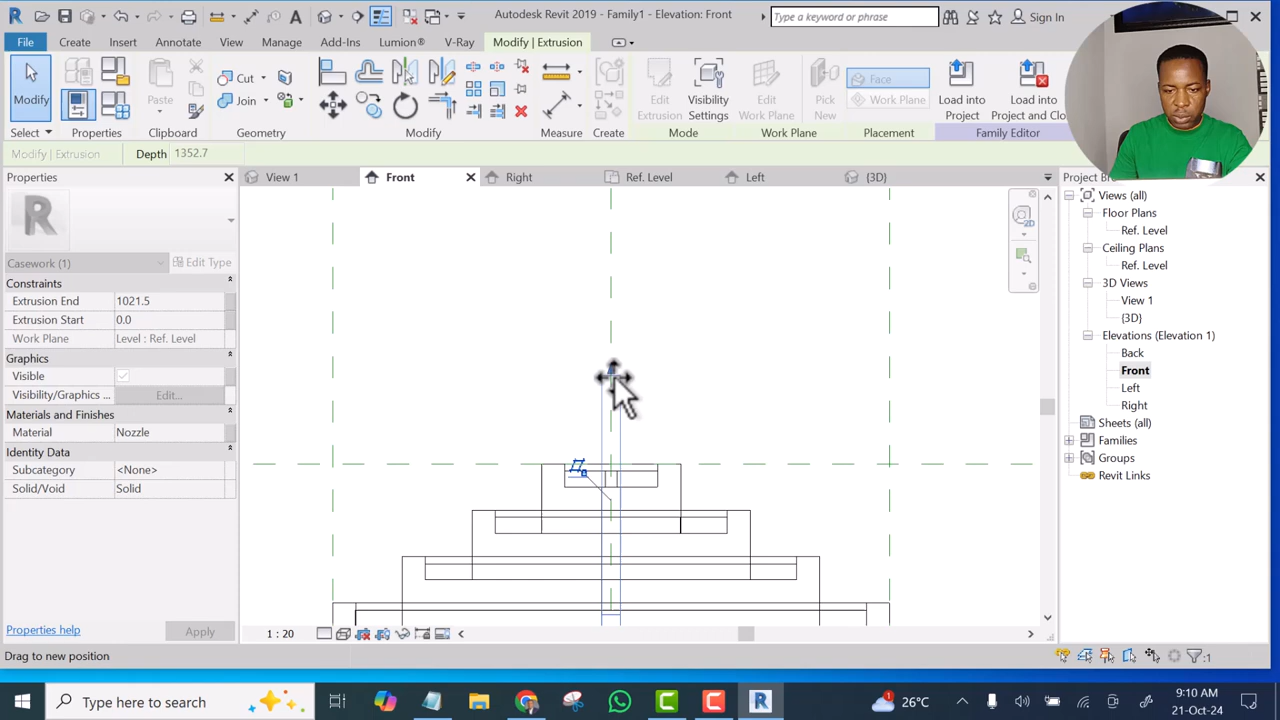 Autodesk Revit 2019 - Family1 - Elevation: Front
Type a keyword or phrase
Sign In
File Create Insert Annotate View Manage Add-Ins Lumion® V-Ray Modify | Extrusion
Modify
Paste
Cut
Join
Edit Extrusion
Visibility Settings
Edit Work Plane
Pick New
Face
Work Plane
Load into Project
Load into Project and Clo
Select Properties Clipboard Geometry Modify Measure Create Mode Work Plane Placement Family Editor
Modify | Extrusion Depth 1352.7
Properties
View 1 Front Right Ref. Level Left {3D}
Project Br
Casework (1) Edit Type
Constraints
Extrusion End 1021.5
Extrusion Start 0.0
Work Plane Level : Ref. Level
Graphics
Visible
Visibility/Graphics ... Edit...
Materials and Finishes
Material Nozzle
Identity Data
Subcategory <None>
Solid/Void Solid
Properties help Apply
Views (all)
Floor Plans
Ref. Level
Ceiling Plans
Ref. Level
3D Views
View 1
{3D}
Elevations (Elevation 1)
Back
Front
Left
Right
Sheets (all)
Families
Groups
Revit Links
2D
1 : 20
Drag to new position
:1
Type here to search
26°C
9:10 AM
21-Oct-24